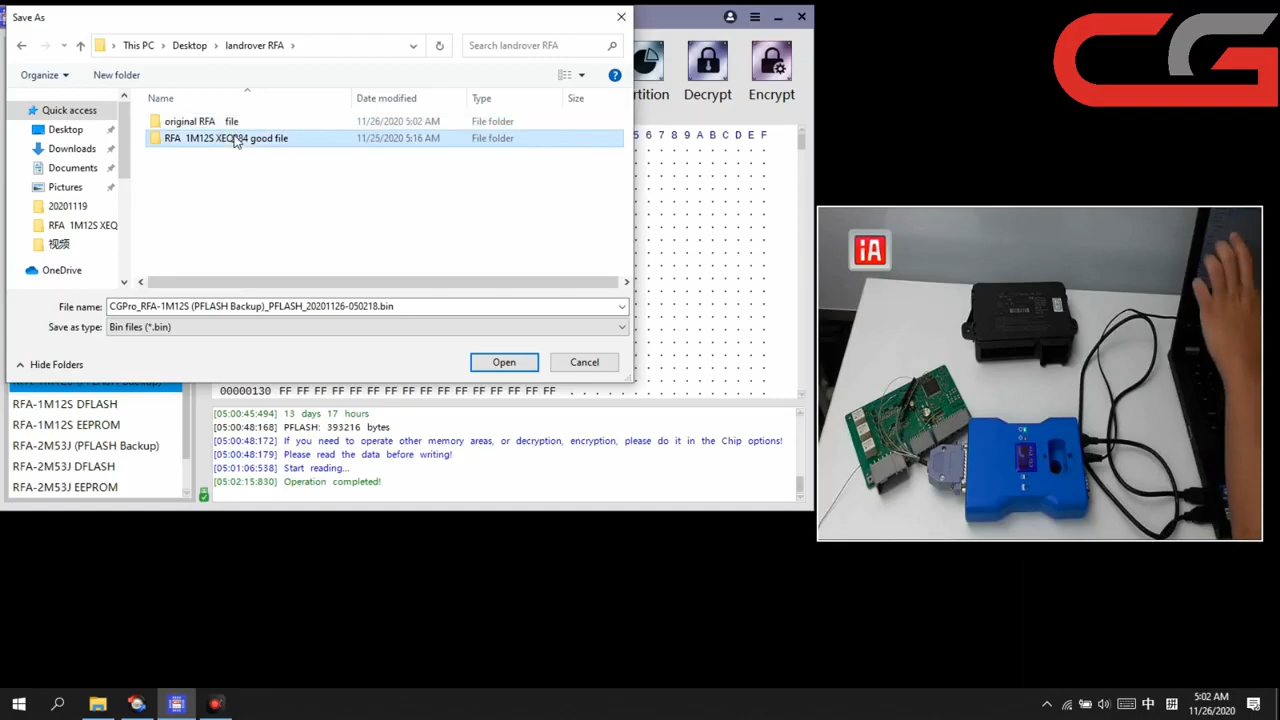 Save As
This PC
Desktop
landrover RFA
Search landrover RFA
Organize
New folder
Name
Date modified
Type
Size
Quick access
Desktop
Downloads
Documents
Pictures
20201119
RFA 1M12S XEQ
视频
OneDrive
original RFA file
11/26/2020 5:02 AM
File folder
RFA 1M12S XEQ384 good file
11/25/2020 5:16 AM
File folder
File name:
CGPro_RFA-1M12S (PFLASH Backup)_PFLASH_20201126-050218.bin
Save as type:
Bin files (*.bin)
Hide Folders
Open
Cancel
Decrypt
Encrypt
5 6 7 8 9 A B C D E F
00000130 FF FF FF FF FF FF FF FF FF FF FF FF FF FF FF FF . . . . . . . . . . . . . . . .
RFA-1M12S DFLASH
RFA-1M12S EEPROM
RFA-2M53J (PFLASH Backup)
RFA-2M53J DFLASH
RFA-2M53J EEPROM
[05:00:45:494] 13 days 17 hours
[05:00:48:168] PFLASH: 393216 bytes
[05:00:48:172] If you need to operate other memory areas, or decryption, encryption, please do it in the Chip options!
[05:00:48:179] Please read the data before writing!
[05:01:06:538] Start reading...
[05:02:15:830] Operation completed!
CG
iA
中
拼
5:02 AM
11/26/2020